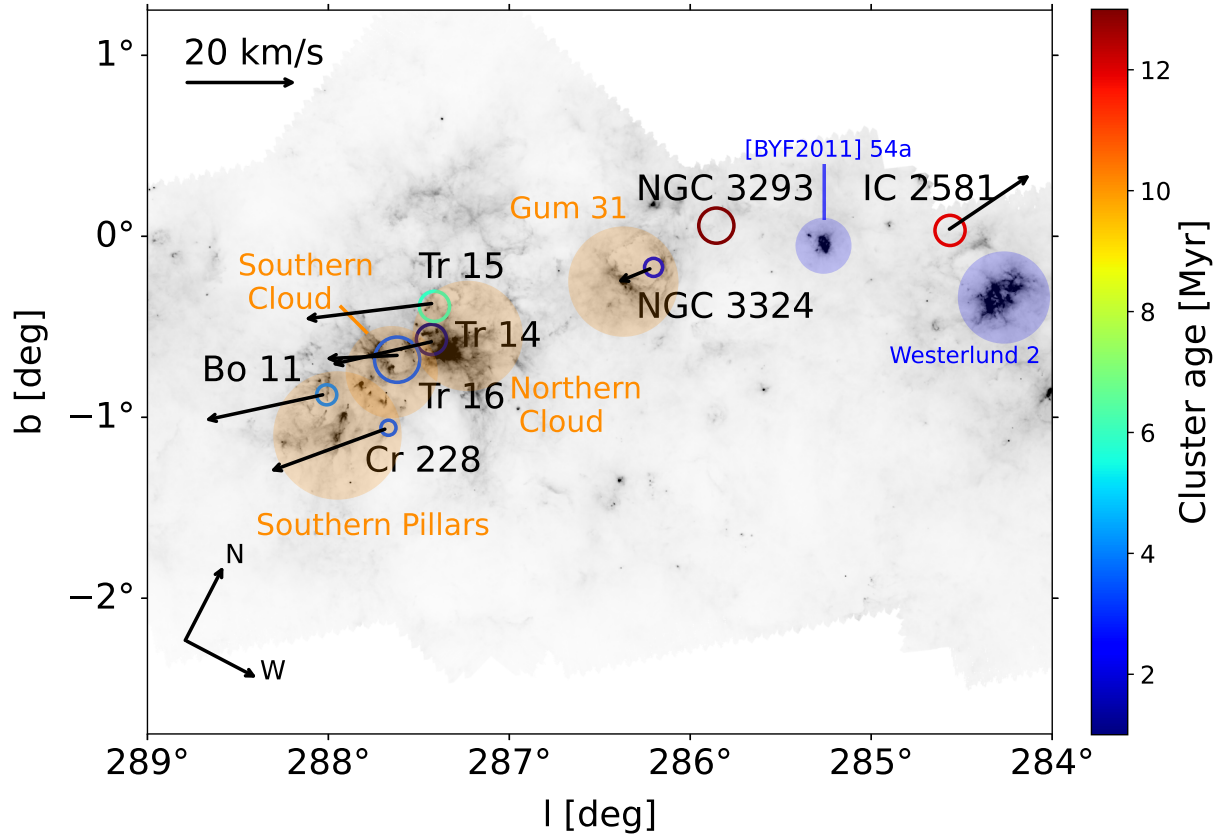 20 km/s
[BYF2011] 54a
NGC 3293
IC 2581
Gum 31
Southern
Cloud
Tr 15
NGC 3324
Tr 14
Westerlund 2
Bo 11
Tr 16
Northern
Cloud
Cr 228
Southern Pillars
N
W
1°
0°
−1°
−2°
b [deg]
289°
288°
287°
286°
285°
284°
l [deg]
12
10
8
6
4
2
Cluster age [Myr]